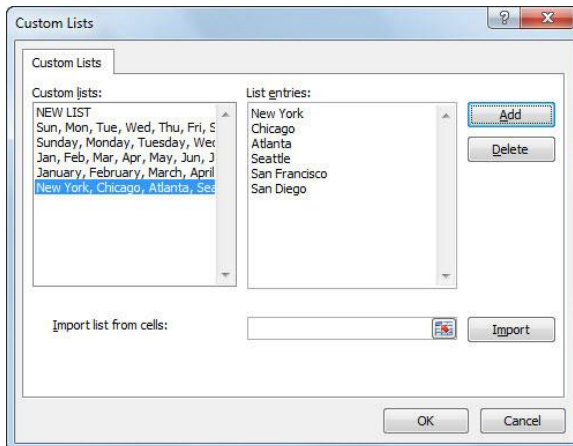 Custom Lists
Custom Lists
Custom lists:
NEW LIST
Sun, Mon, Tue, Wed, Thu, Fri, S
Sunday, Monday, Tuesday, Wed
Jan, Feb, Mar, Apr, May, Jun, J
January, February, March, April
New York, Chicago, Atlanta, Sea
List entries:
New York
Chicago
Atlanta
Seattle
San Francisco
San Diego
Add
Delete
Import list from cells:
Import
OK
Cancel